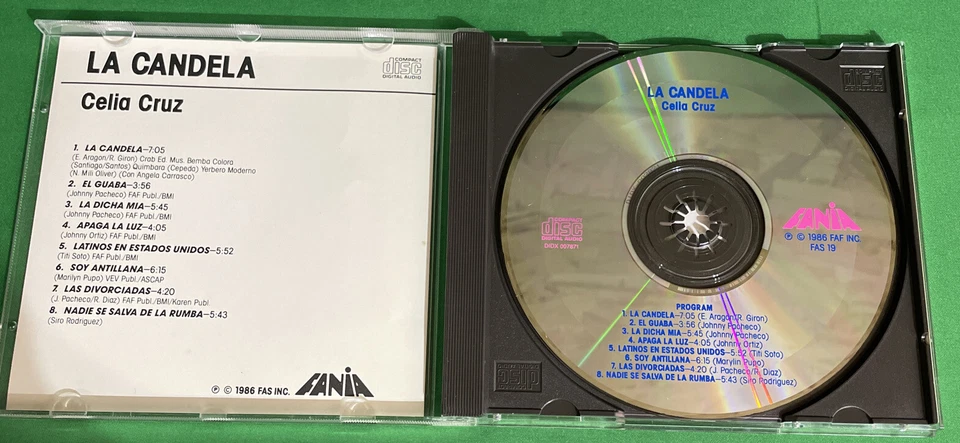 LA CANDELA
COMPACT
disc
DIGITAL AUDIO
Celia Cruz
1. LA CANDELA—7:05
(E. Aragon/R. Giron) Crab Ed. Mus. Bemba Colora
(Santiago/Santos) Quimbara (Cepeda) Yerbero Moderno
(N. Mili Oliver) (Con Angela Carrasco)
2. EL GUABA—3:56
(Johnny Pacheco) FAF Publ./BMI
3. LA DICHA MIA—5:45
(Johnny Pacheco) FAF Publ./BMI
4. APAGA LA LUZ—4:05
(Johnny Ortiz) FAF Publ./BMI
5. LATINOS EN ESTADOS UNIDOS—5:52
(Titi Soto) FAF Publ./BMI
6. SOY ANTILLANA—6:15
(Marilyn Pupo) VEV Publ./ASCAP
7. LAS DIVORCIADAS—4:20
(J. Pacheco/R. Diaz) FAF Publ./BMI/Karen Publ.
8. NADIE SE SALVA DE LA RUMBA—5:43
(Siro Rodriguez)
Ⓟ © 1986 FAS INC.
FANIA
LA CANDELA
Celia Cruz
COMPACT
disc
DIGITAL AUDIO
DIDX 007871
FANIA
Ⓟ © 1986 FAF INC.
FAS 19
PROGRAM
1. LA CANDELA—7:05 (E. Aragon/R. Giron)
2. EL GUABA—3:56 (Johnny Pacheco)
3. LA DICHA MIA—5:45 (Johnny Pacheco)
4. APAGA LA LUZ—4:05 (Johnny Ortiz)
5. LATINOS EN ESTADOS UNIDOS—5:52 (Titi Soto)
6. SOY ANTILLANA—6:15 (Marylin Pupo)
7. LAS DIVORCIADAS—4:20 (J. Pacheco/R. Diaz)
8. NADIE SE SALVA DE LA RUMBA—5:43 (Siro Rodriguez)
disc
disc